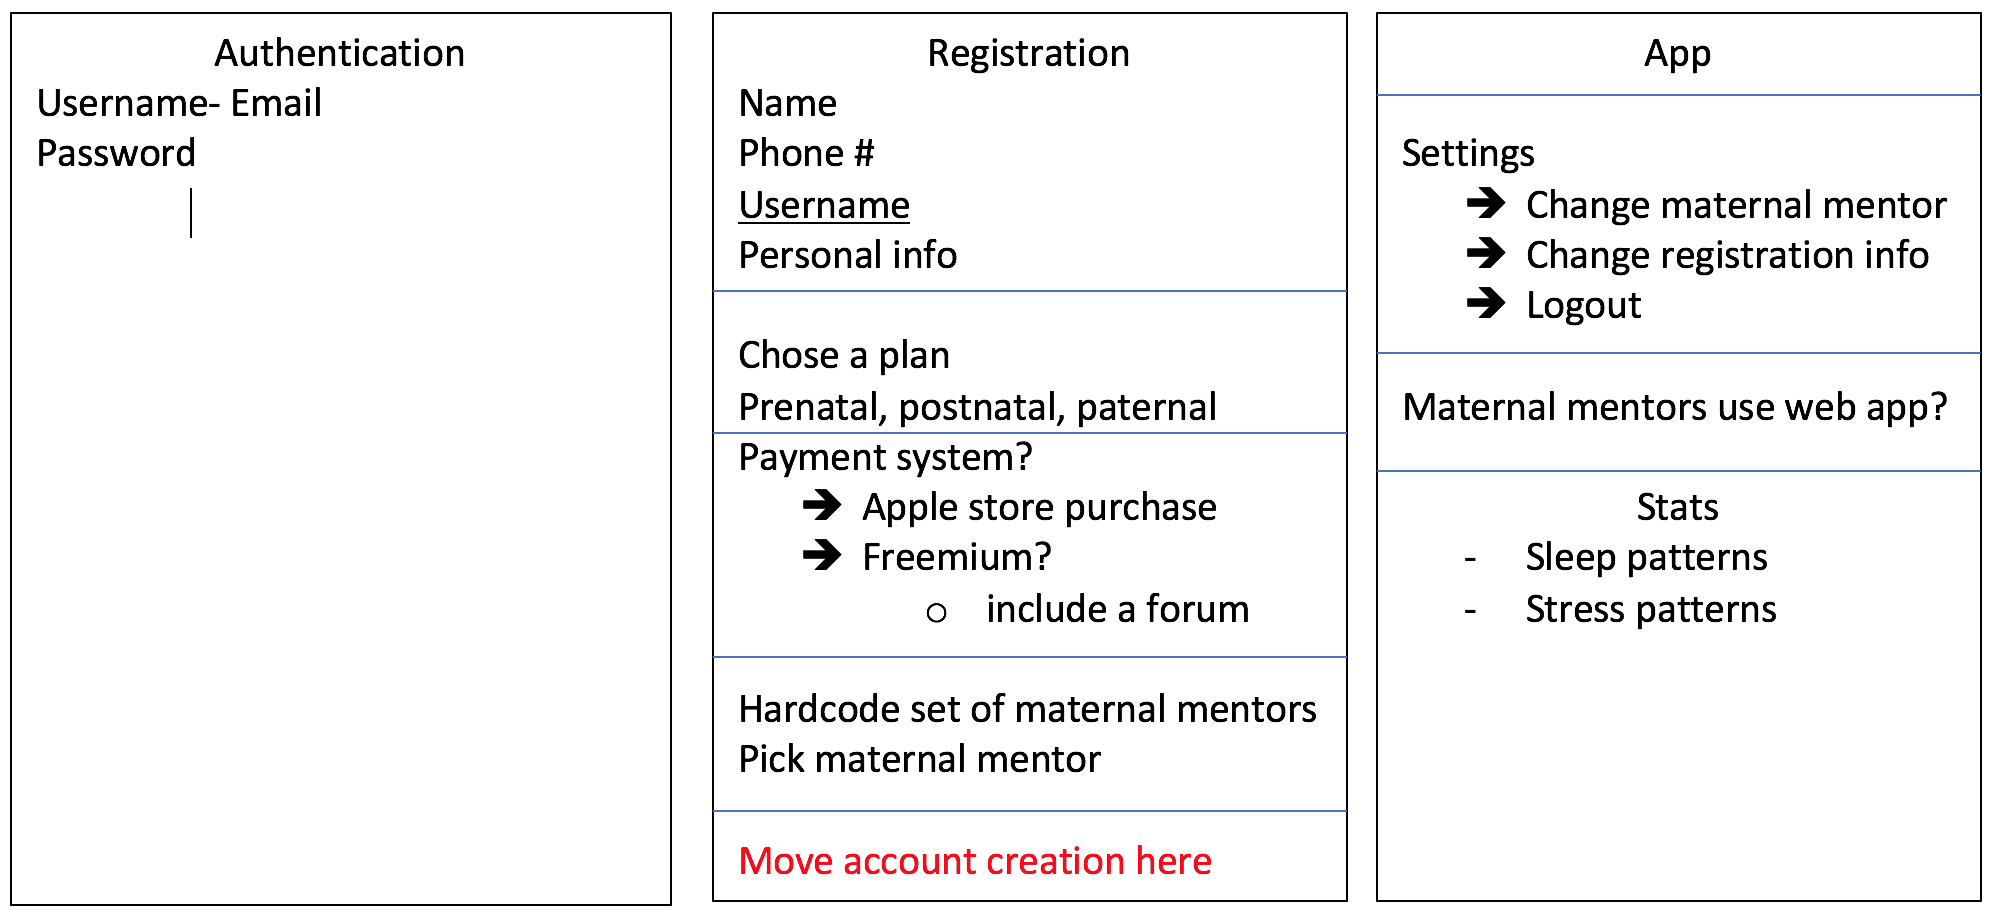 Authentication
Username- Email
Password
Registration
Name
Phone #
Username
Personal info
Chose a plan
Prenatal, postnatal, paternal
Payment system?
➔ Apple store purchase
➔ Freemium?
o include a forum
Hardcode set of maternal mentors
Pick maternal mentor
Move account creation here
App
Settings
➔ Change maternal mentor
➔ Change registration info
➔ Logout
Maternal mentors use web app?
Stats
- Sleep patterns
- Stress patterns